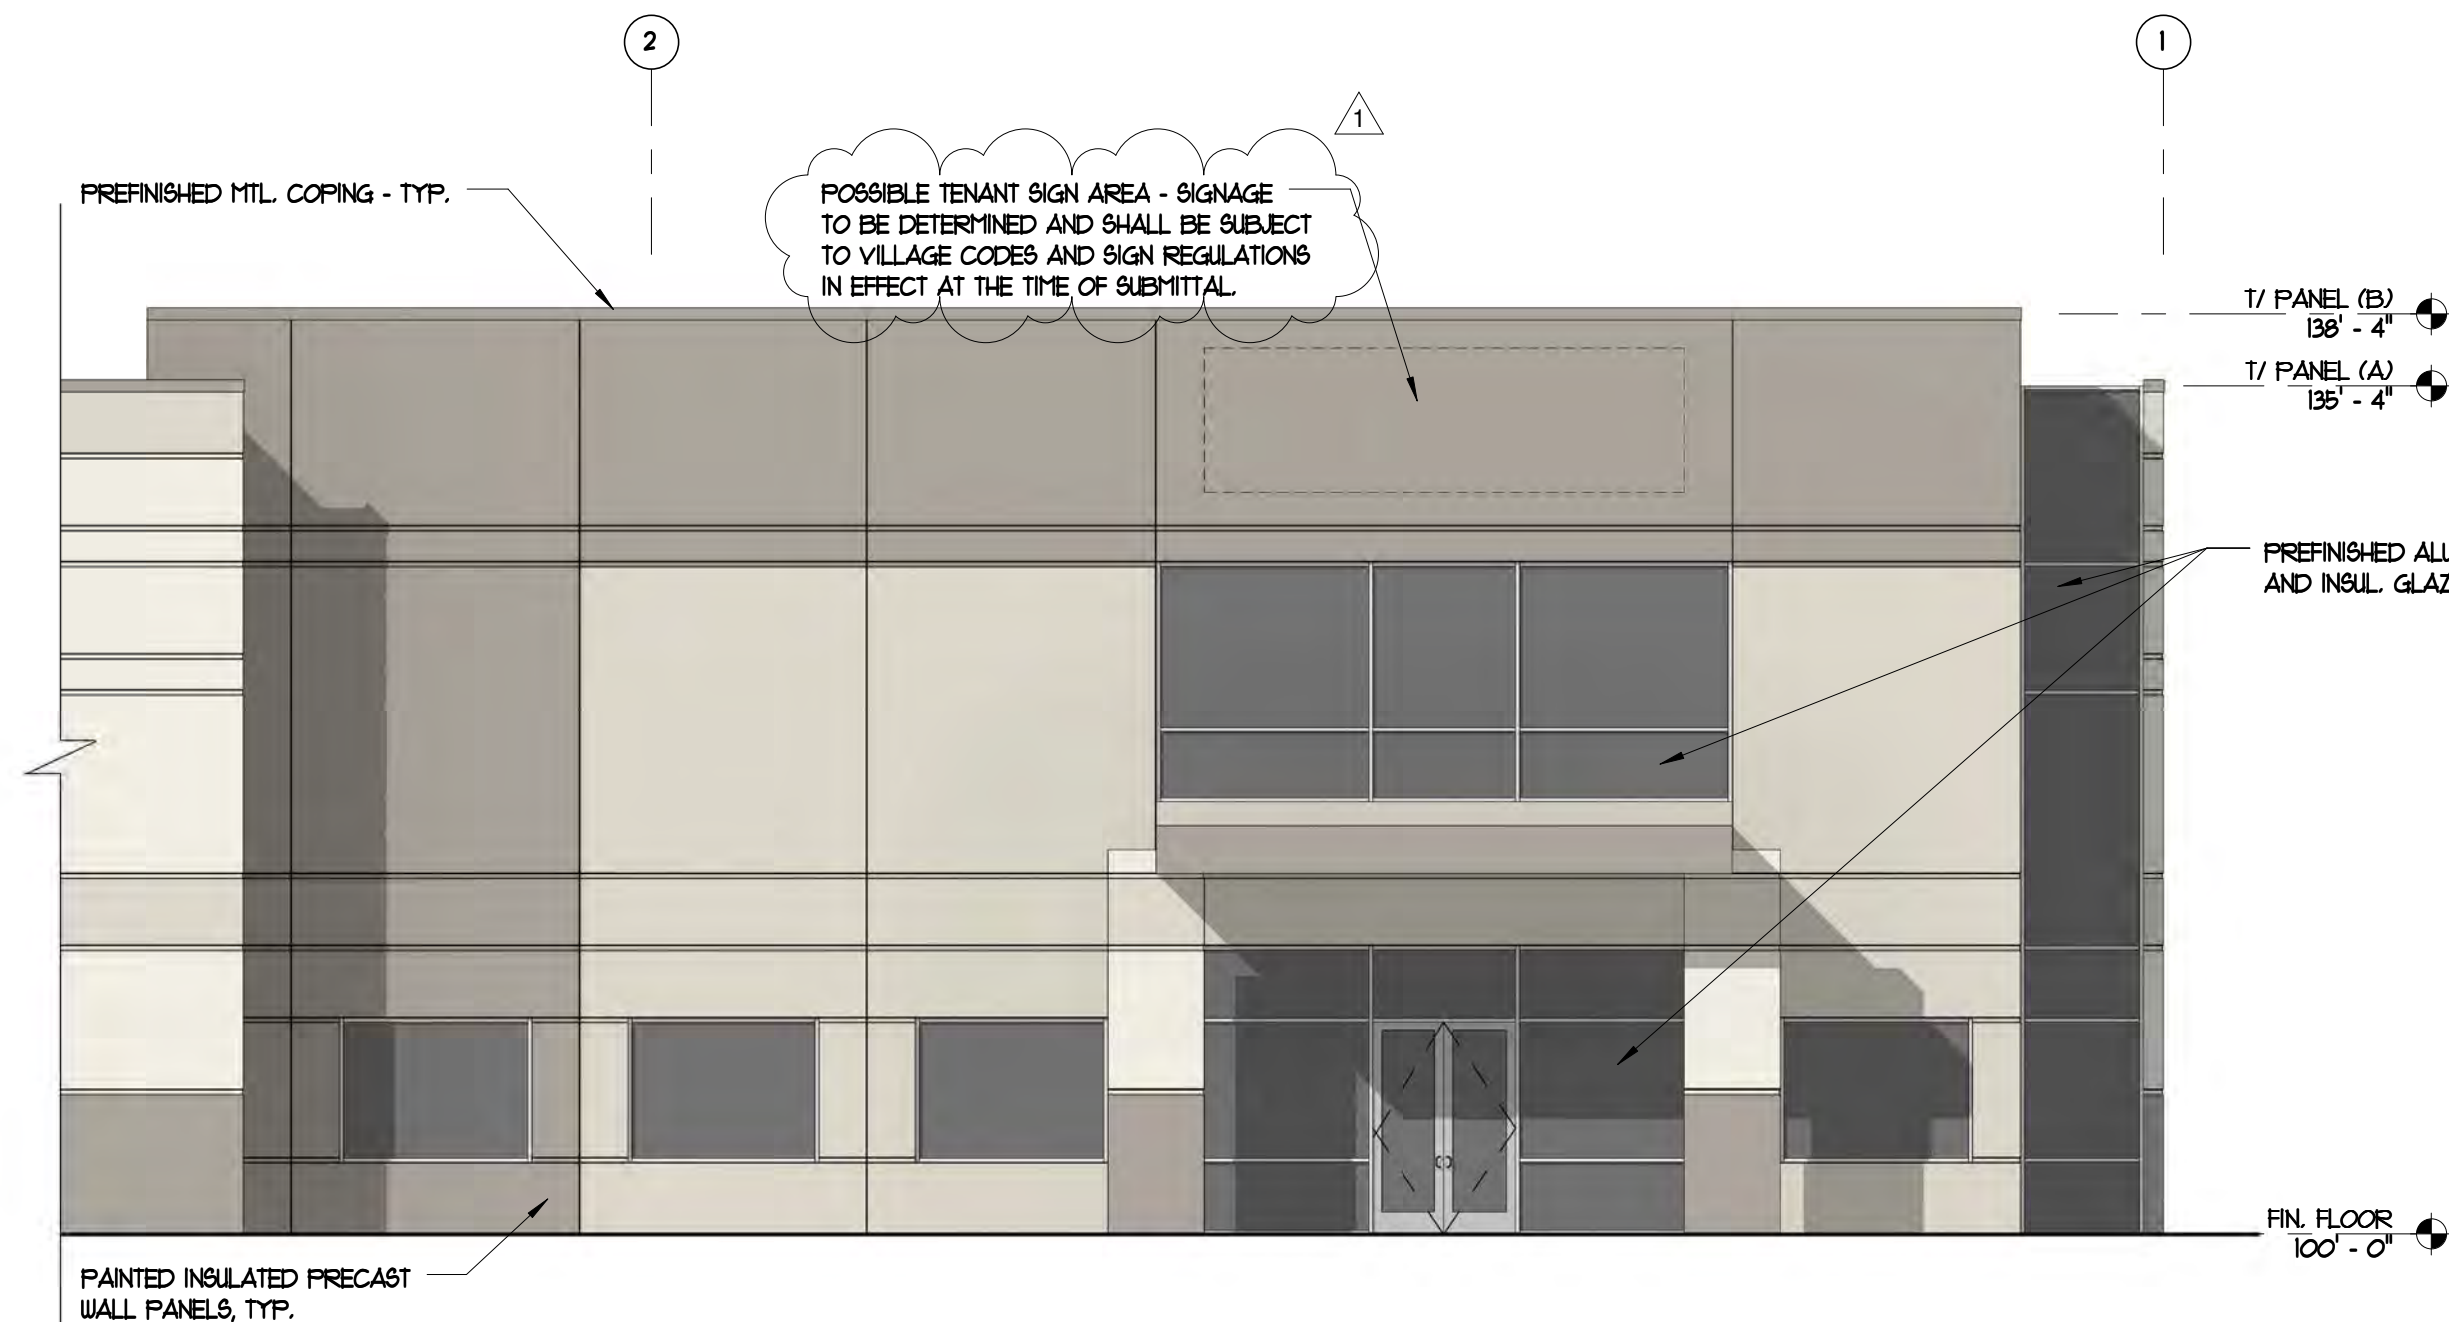 2
1
1
PREFINISHED MTL. COPING - TYP.
POSSIBLE TENANT SIGN AREA - SIGNAGE
TO BE DETERMINED AND SHALL BE SUBJECT
TO VILLAGE CODES AND SIGN REGULATIONS
IN EFFECT AT THE TIME OF SUBMITTAL.
T/ PANEL (B)
138' - 4"
T/ PANEL (A)
135' - 4"
PREFINISHED ALU
AND INSUL. GLAZ
FIN. FLOOR
100' - 0"
PAINTED INSULATED PRECAST
WALL PANELS, TYP.